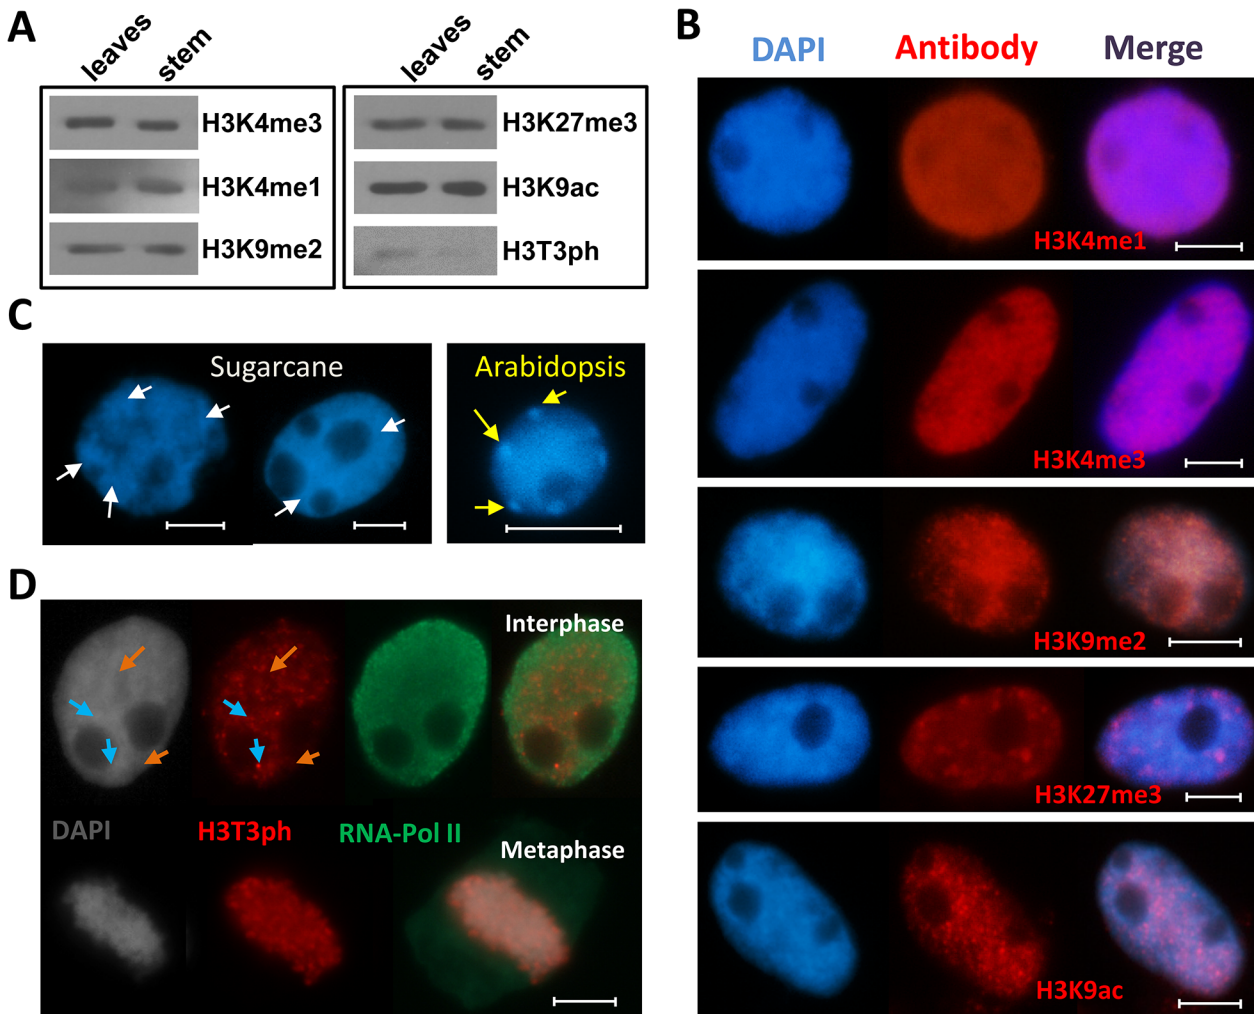 A
leaves stem
leaves stem
H3K4me3
H3K4me1
H3K9me2
H3K27me3
H3K9ac
H3T3ph
B
DAPI Antibody Merge
H3K4me1
H3K4me3
H3K9me2
H3K27me3
H3K9ac
C
Sugarcane
Arabidopsis
D
Interphase
DAPI H3T3ph RNA-Pol II
Metaphase